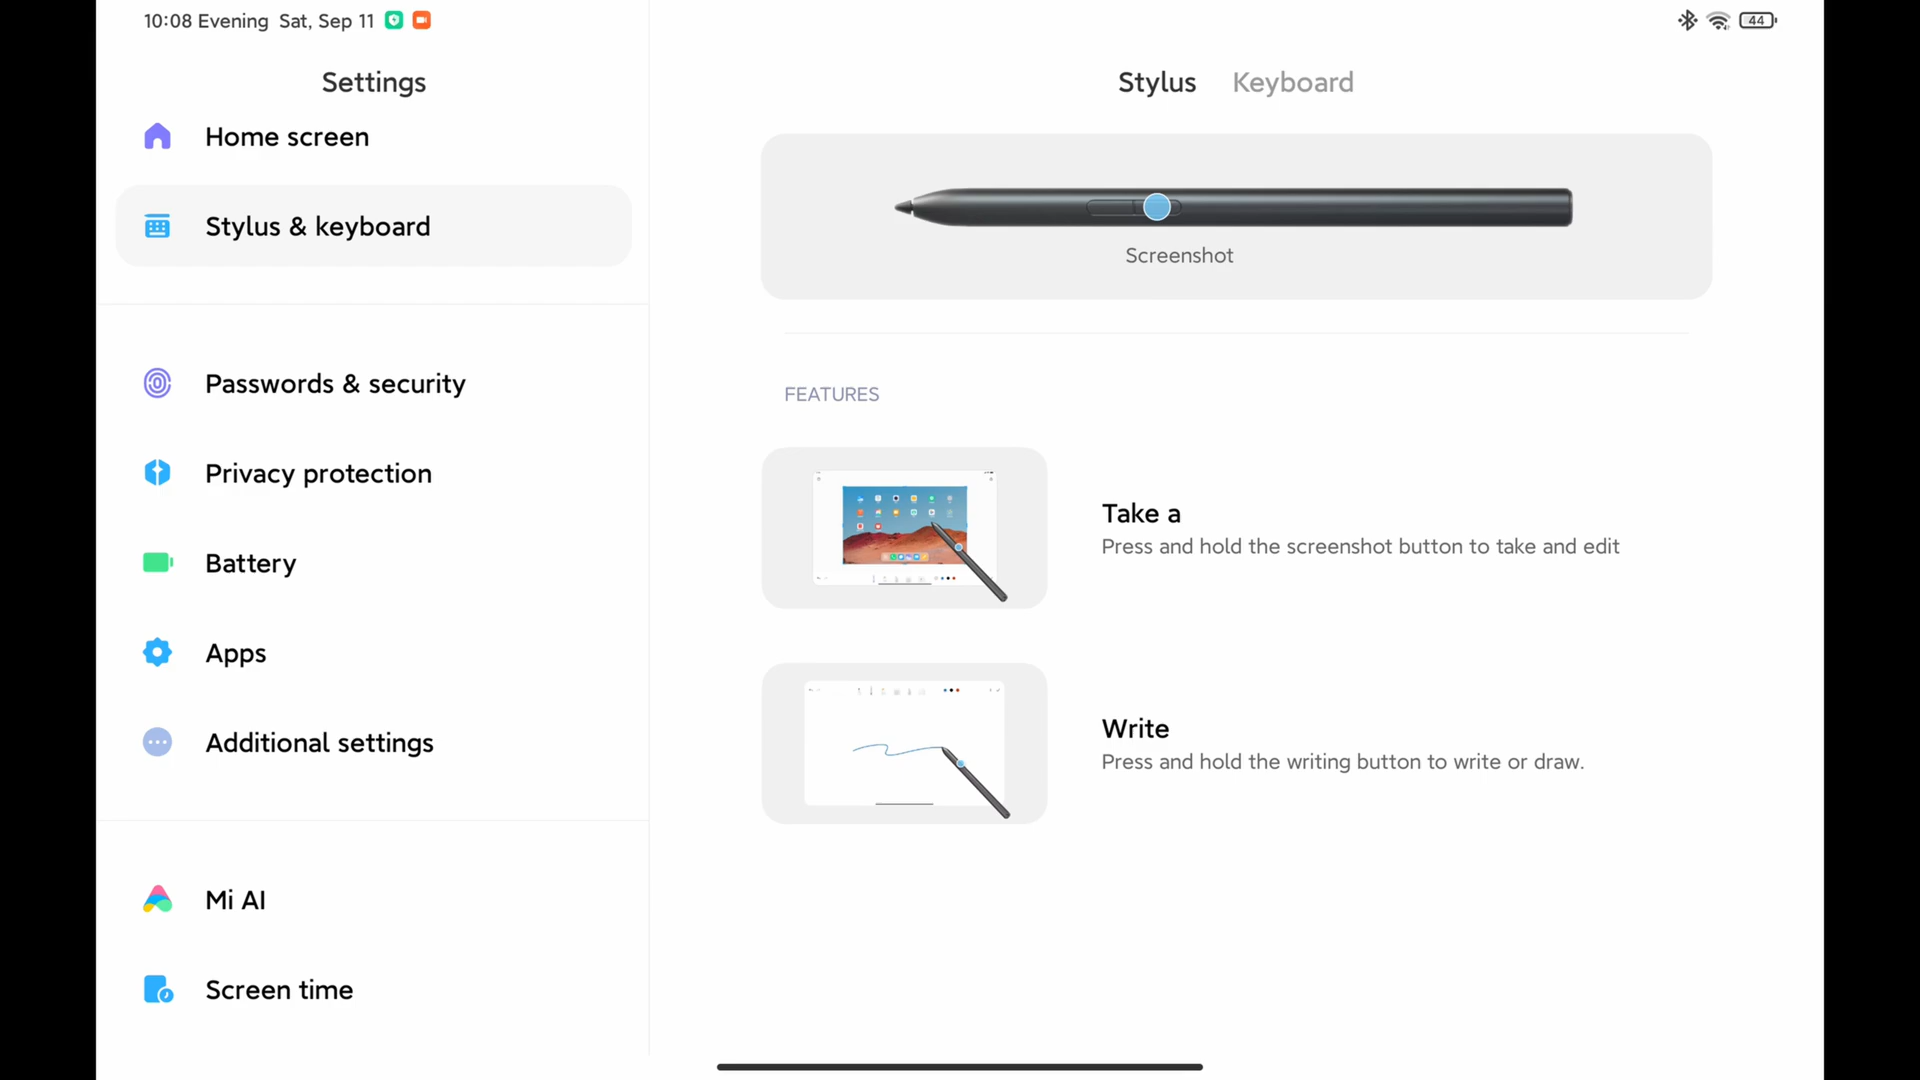 10:08 Evening Sat, Sep 11
44
Settings
Home screen
Stylus & keyboard
Passwords & security
Privacy protection
Battery
Apps
Additional settings
Mi AI
Screen time
Stylus Keyboard
Screenshot
FEATURES
Take a
Press and hold the screenshot button to take and edit
Write
Press and hold the writing button to write or draw.